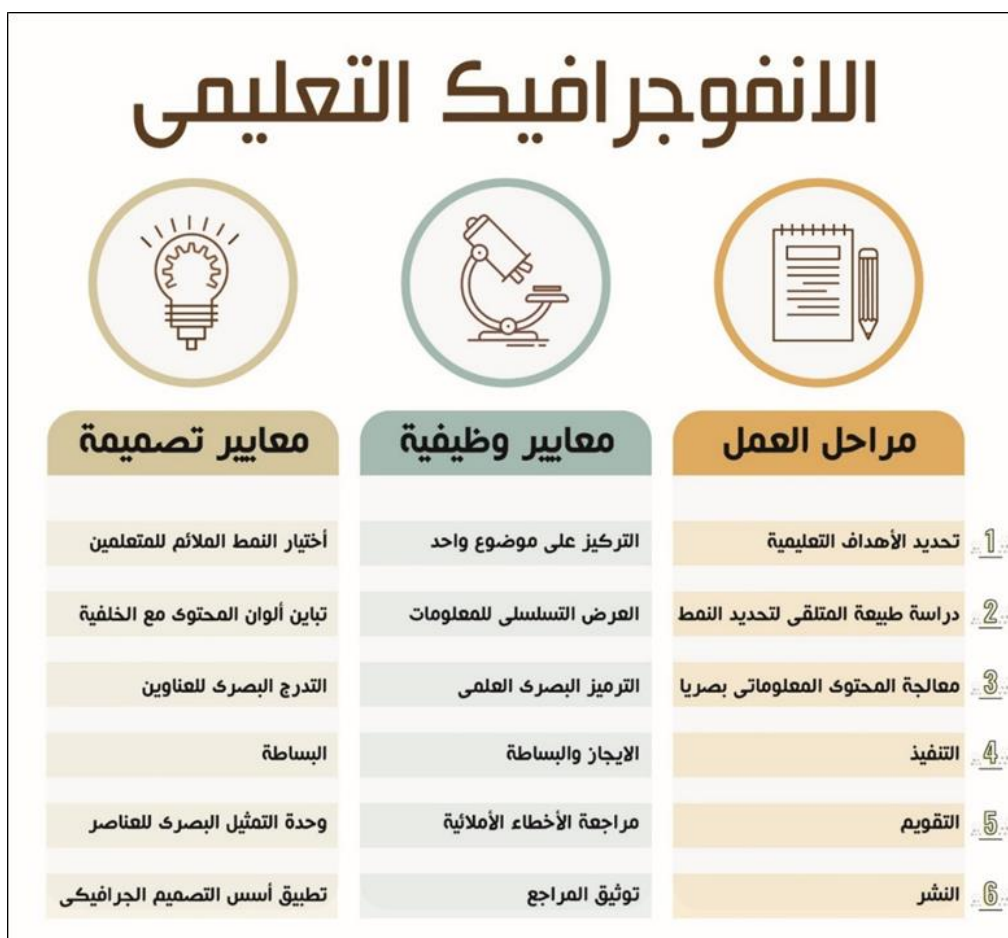 الانفوجرافيك التعليمى
مراحل العمل
معايير وظيفية
معايير تصميمة
1 تحديد الأهداف التعليمية
التركيز على موضوع واحد
أختيار النمط الملائم للمتعلمين
2 دراسة طبيعة المتلقى لتحديد النمط
العرض التسلسلى للمعلومات
تباين ألوان المحتوى مع الخلفية
3 معالجة المحتوى المعلوماتى بصريا
الترميز البصرى العلمى
التدرج البصرى للعناوين
4 التنفيذ
الايجاز والبساطة
البساطة
5 التقويم
مراجعة الأخطاء الأملائية
وحدة التمثيل البصرى للعناصر
6 النشر
توثيق المراجع
تطبيق أسس التصميم الجرافيكى